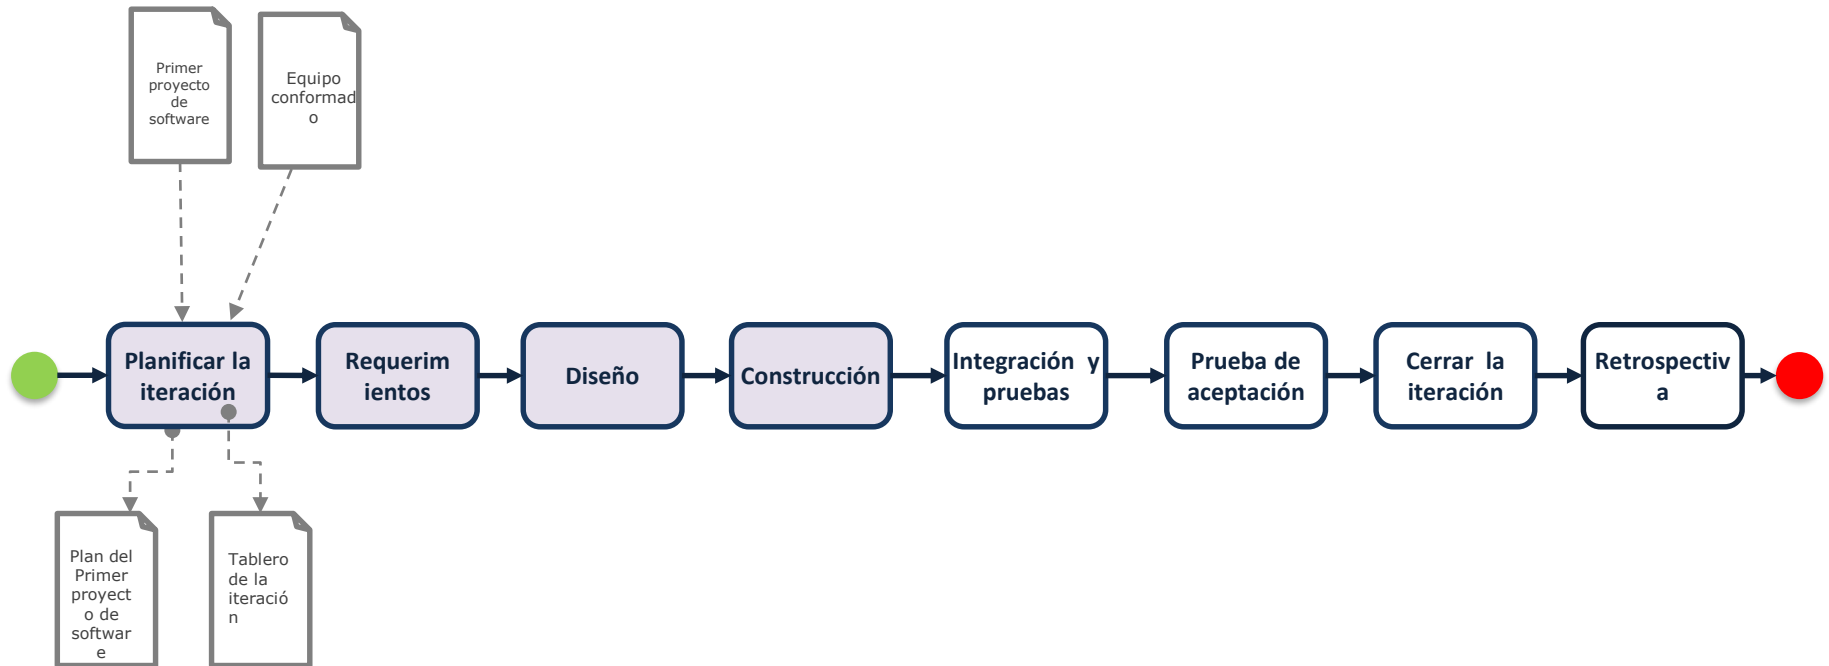 Primer
proyecto
de
software
Equipo
conformad
o
Planificar la
iteración
Requerim
ientos
Diseño
Construcción
Integración y
pruebas
Prueba de
aceptación
Cerrar la
iteración
Retrospectiv
a
Plan del
Primer
proyect
o de
softwar
e
Tablero
de la
iteració
n